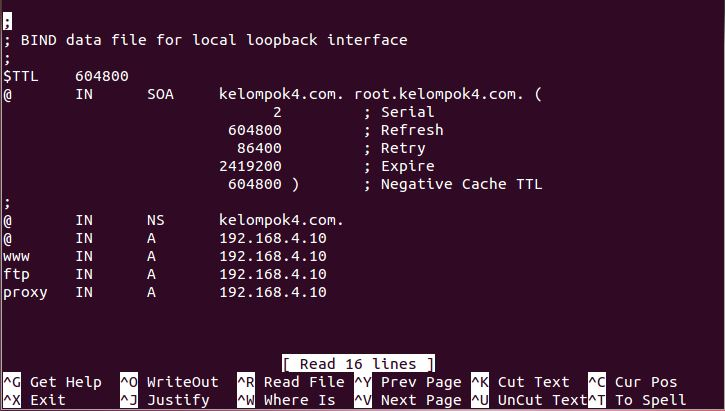 ;
; BIND data file for local loopback interface
;
$TTL    604800
@       IN      SOA     kelompok4.com. root.kelompok4.com. (
                              2         ; Serial
                         604800         ; Refresh
                          86400         ; Retry
                        2419200         ; Expire
                         604800 )       ; Negative Cache TTL
;
@       IN      NS      kelompok4.com.
@       IN      A       192.168.4.10
www     IN      A       192.168.4.10
ftp     IN      A       192.168.4.10
proxy   IN      A       192.168.4.10
[ Read 16 lines ]
^G Get Help  ^O WriteOut  ^R Read File ^Y Prev Page ^K Cut Text  ^C Cur Pos
^X Exit      ^J Justify   ^W Where Is  ^V Next Page ^U UnCut Text^T To Spell